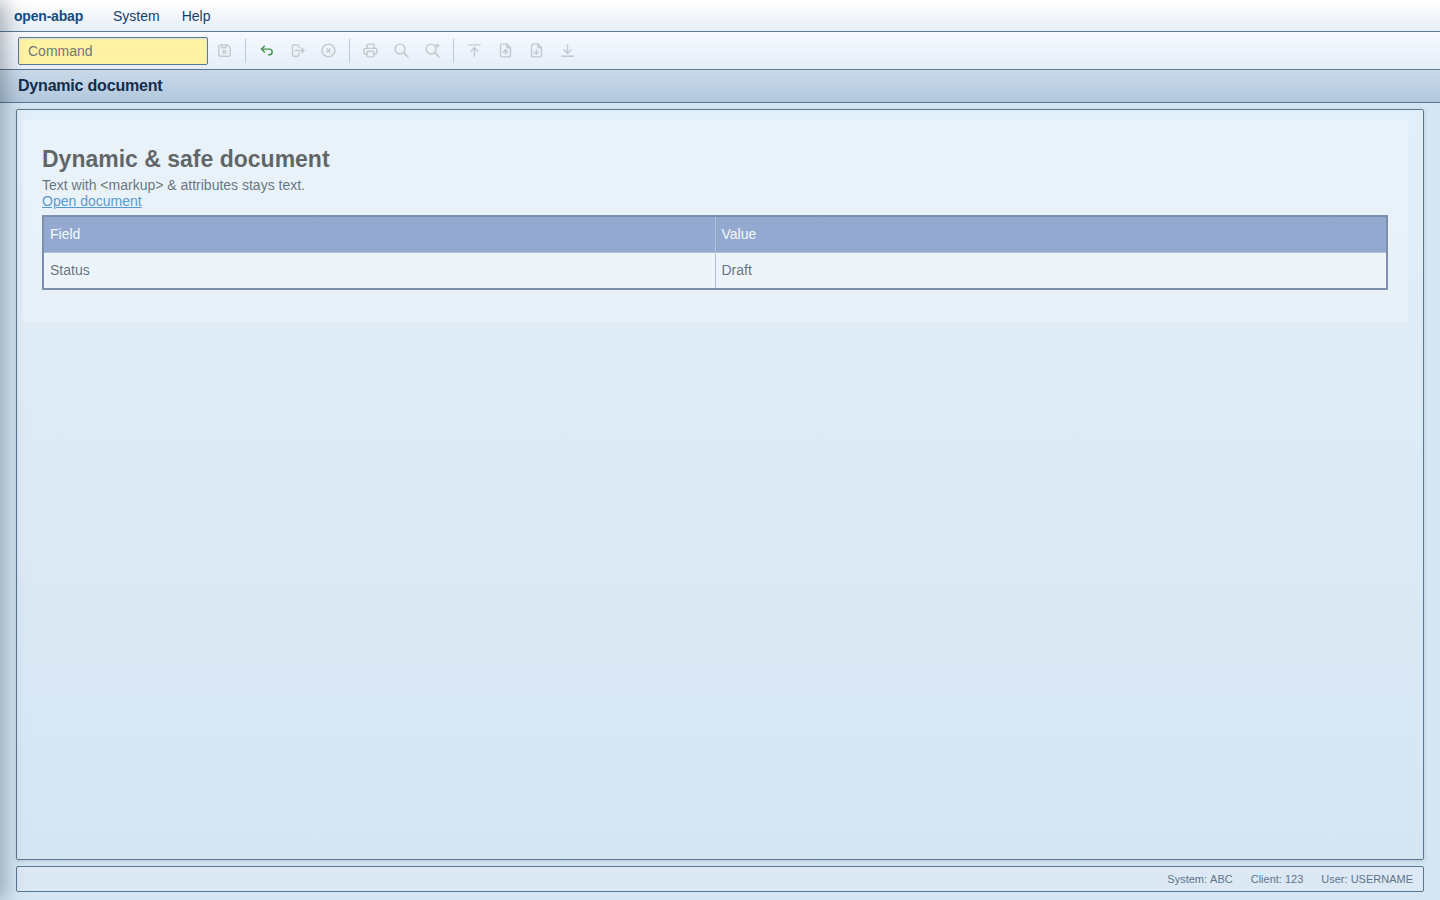 open-abap System Help
Command
Dynamic document
Dynamic & safe document
Text with <markup> & attributes stays text.
Open document
Field Value
Status Draft
System: ABC Client: 123 User: USERNAME